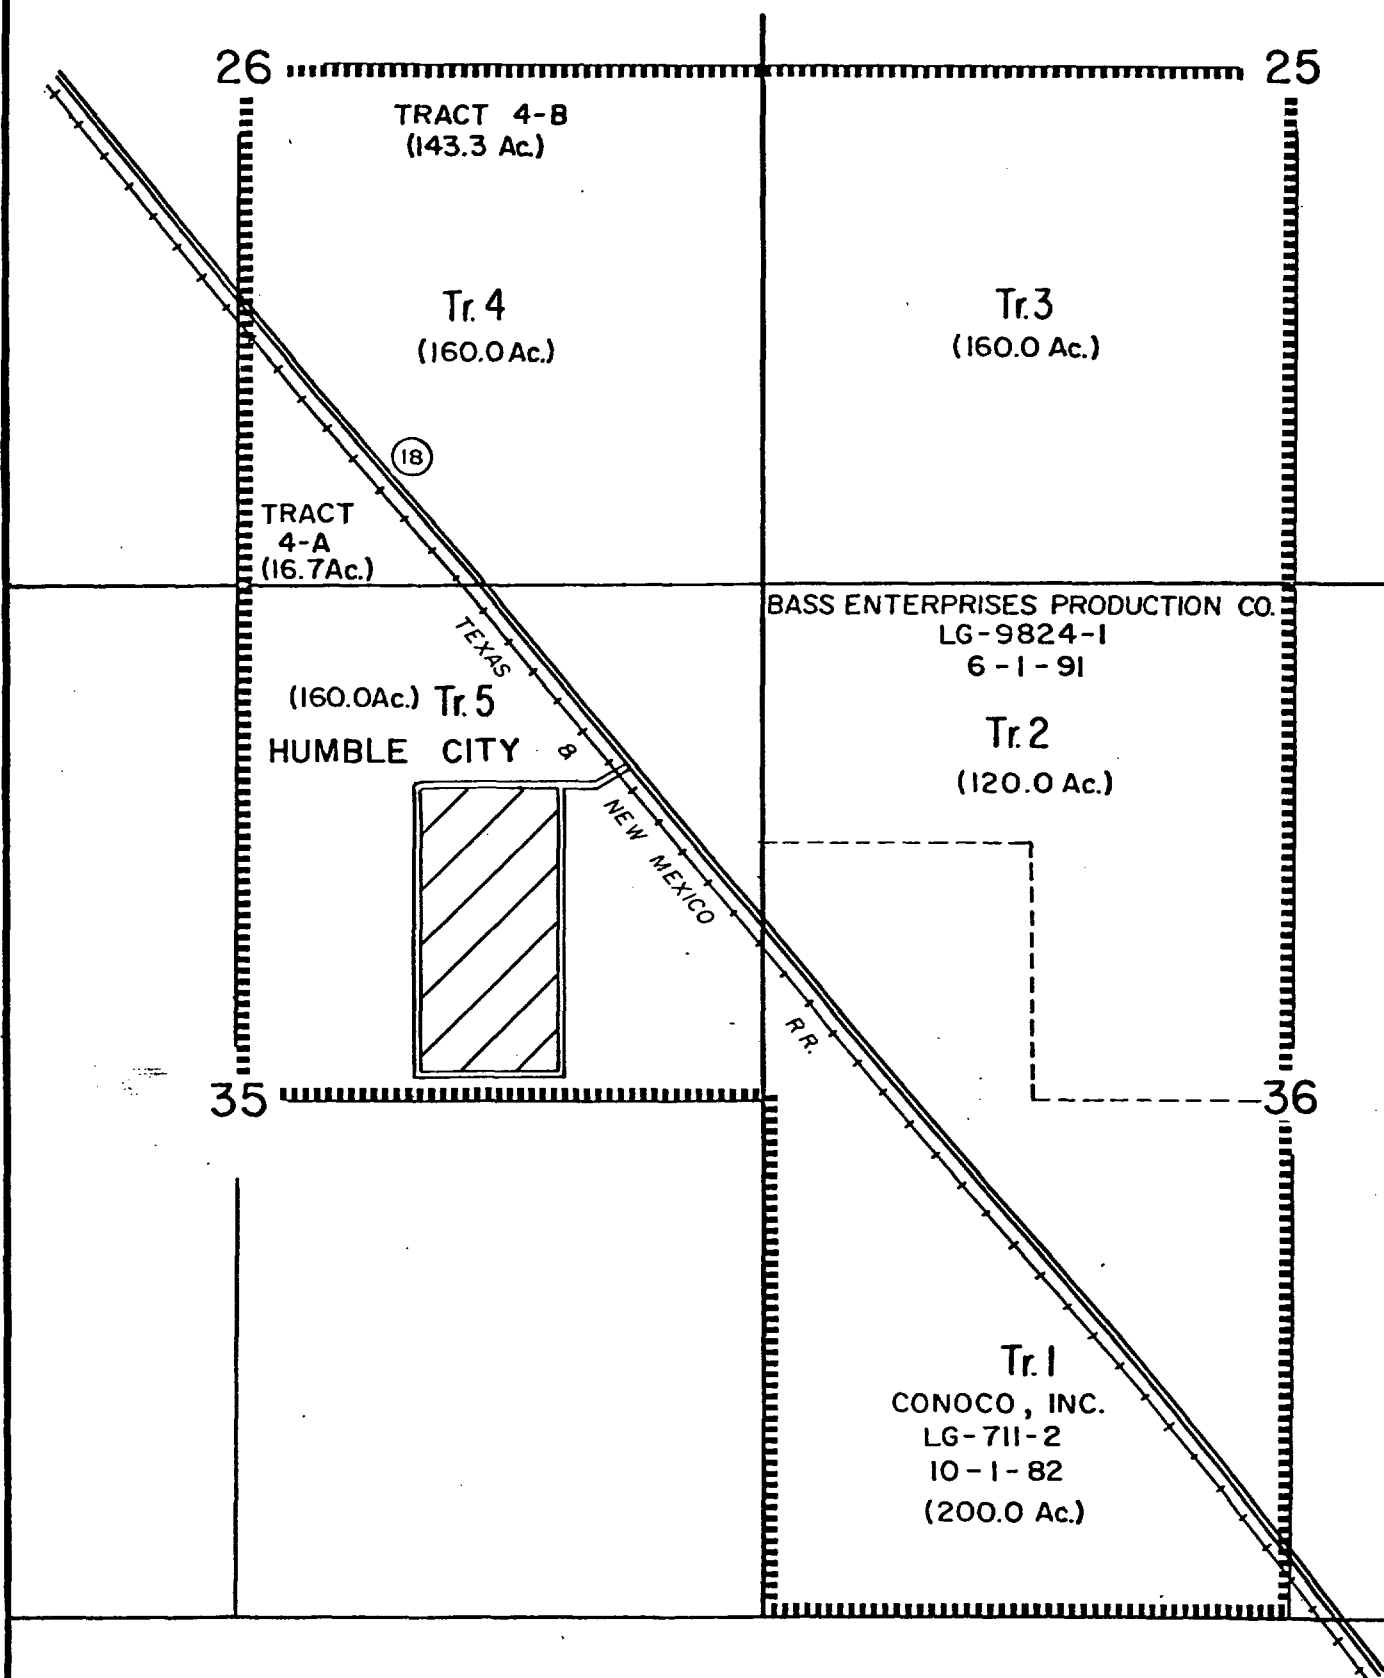 26
25
TRACT 4-B
(143.3 Ac.)
Tr. 4
(160.0 Ac.)
Tr. 3
(160.0 Ac.)
18
TRACT
4-A
(16.7 Ac.)
BASS ENTERPRISES PRODUCTION CO.
LG-9824-1
6-1-91
Tr. 2
(120.0 Ac.)
(160.0 Ac.) Tr. 5
HUMBLE CITY
TEXAS & NEW MEXICO RR.
35
36
Tr. 1
CONOCO, INC.
LG-711-2
10-1-82
(200.0 Ac.)